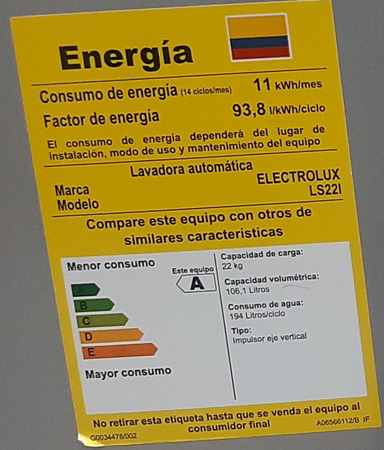 Energía
Consumo de energía (14 ciclos/mes) 11 kWh/mes
Factor de energía 93,8 l/kWh/ciclo
El consumo de energía dependerá del lugar de
instalación, modo de uso y mantenimiento del equipo
Lavadora automática
Marca ELECTROLUX
Modelo LS22I
Compare este equipo con otros de
similares características
Menor consumo
Este equipo
A
A
B
C
D
E
Mayor consumo
Capacidad de carga:
22 kg
Capacidad volumétrica:
106,1 Litros
Consumo de agua:
194 Litros/ciclo
Tipo:
Impulsor eje vertical
No retirar esta etiqueta hasta que se venda el equipo al
consumidor final
G0034478/002 A06566112/B IF